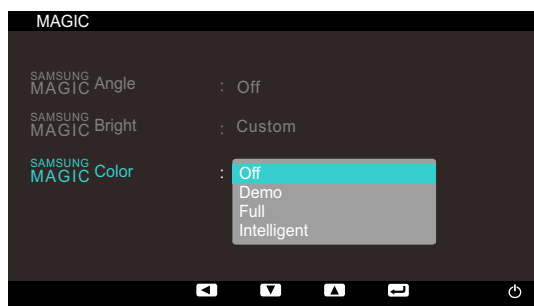 MAGIC
SAMSUNG
MAGIC Angle : Off
SAMSUNG
MAGIC Bright : Custom
SAMSUNG
MAGIC Color : Off
Demo
Full
Intelligent